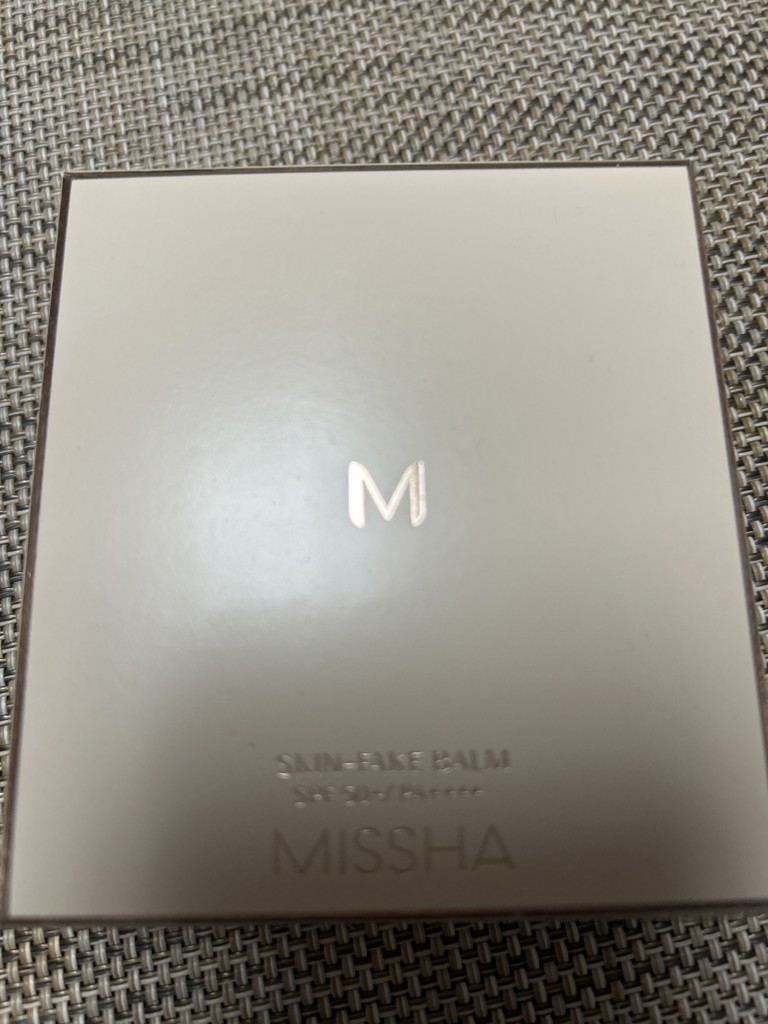 M
SKIN-FAKE BALM
SPF 50+/ PA++++
MISSHA